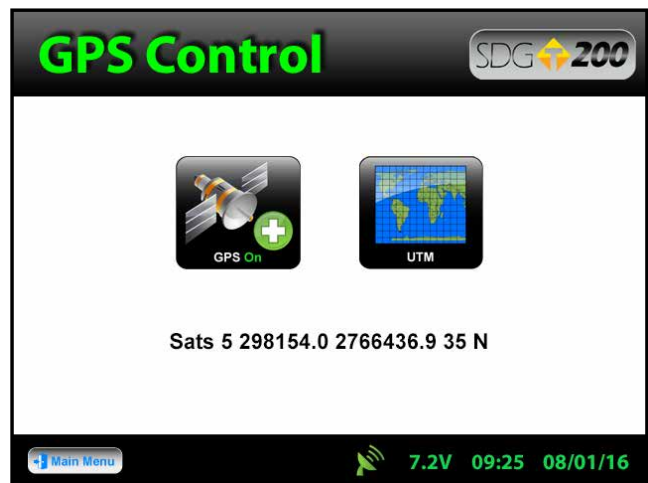 GPS Control
SDG T 200
GPS On
UTM
Sats 5 298154.0 2766436.9 35 N
Main Menu
7.2V 09:25 08/01/16